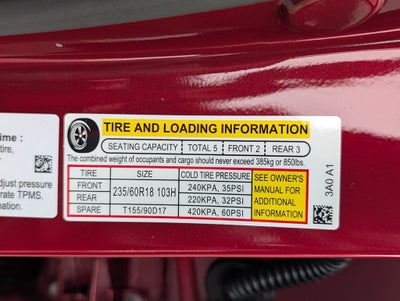 TIRE AND LOADING INFORMATION
SEATING CAPACITY TOTAL 5 FRONT 2 REAR 3
The combined weight of occupants and cargo should never exceed 385kg or 850lbs.
TIRE SIZE COLD TIRE PRESSURE
FRONT 235/60R18 103H 240KPA, 35PSI
REAR 220KPA, 32PSI
SPARE T155/90D17 420KPA, 60PSI
SEE OWNER'S
MANUAL FOR
ADDITIONAL
INFORMATION
3A0 A1
ime :
tire,
djust pressure
rate TPMS.